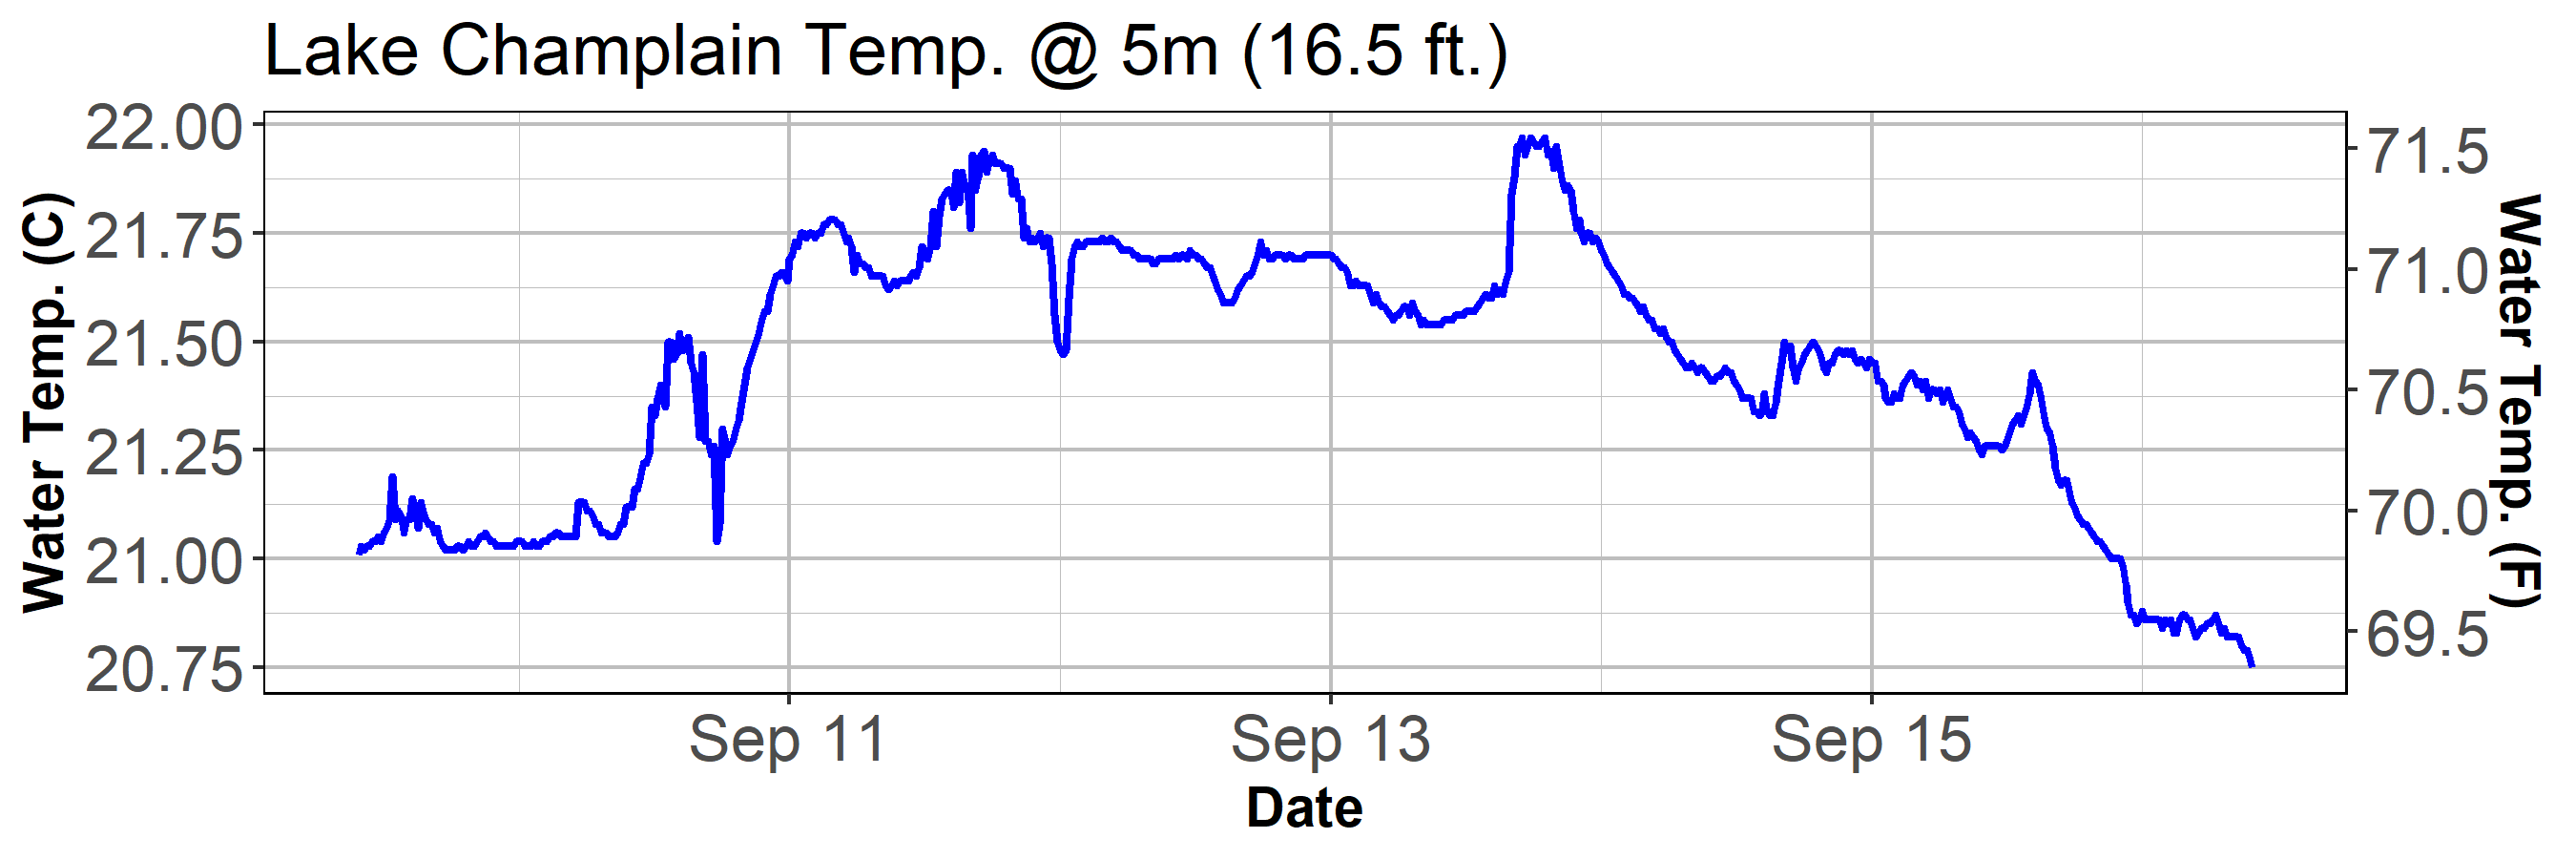 Lake Champlain Temp. @ 5m (16.5 ft.)
Water Temp. (C)
22.00
21.75
21.50
21.25
21.00
20.75
71.5
71.0
70.5
70.0
69.5
Water Temp. (F)
Sep 11
Sep 13
Sep 15
Date